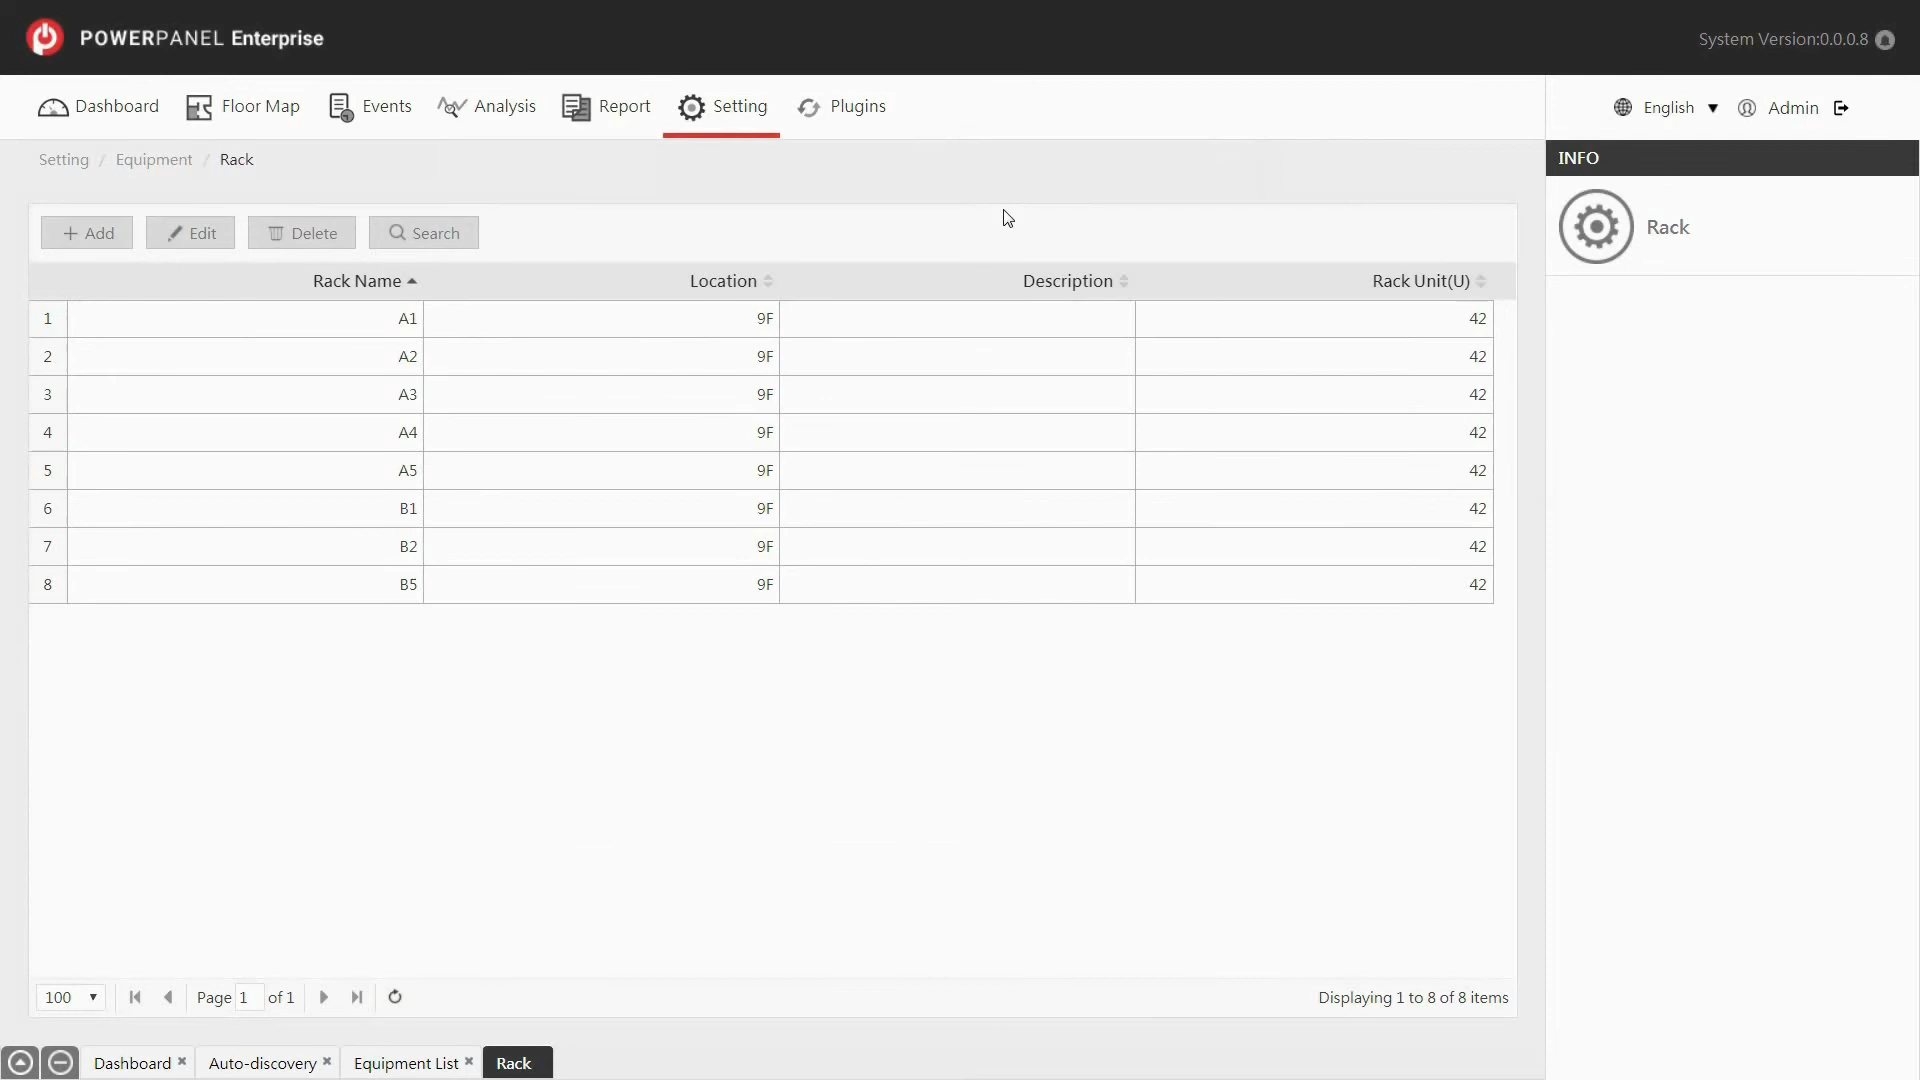 POWERPANEL Enterprise
System Version:0.0.0.8
Dashboard Floor Map Events Analysis Report Setting Plugins
English Admin
Setting / Equipment / Rack
INFO
Rack
Add Edit Delete Search
Rack Name Location Description Rack Unit(U)
1 A1 9F 42
2 A2 9F 42
3 A3 9F 42
4 A4 9F 42
5 A5 9F 42
6 B1 9F 42
7 B2 9F 42
8 B5 9F 42
100 Page 1 of 1 Displaying 1 to 8 of 8 items
Dashboard Auto-discovery Equipment List Rack